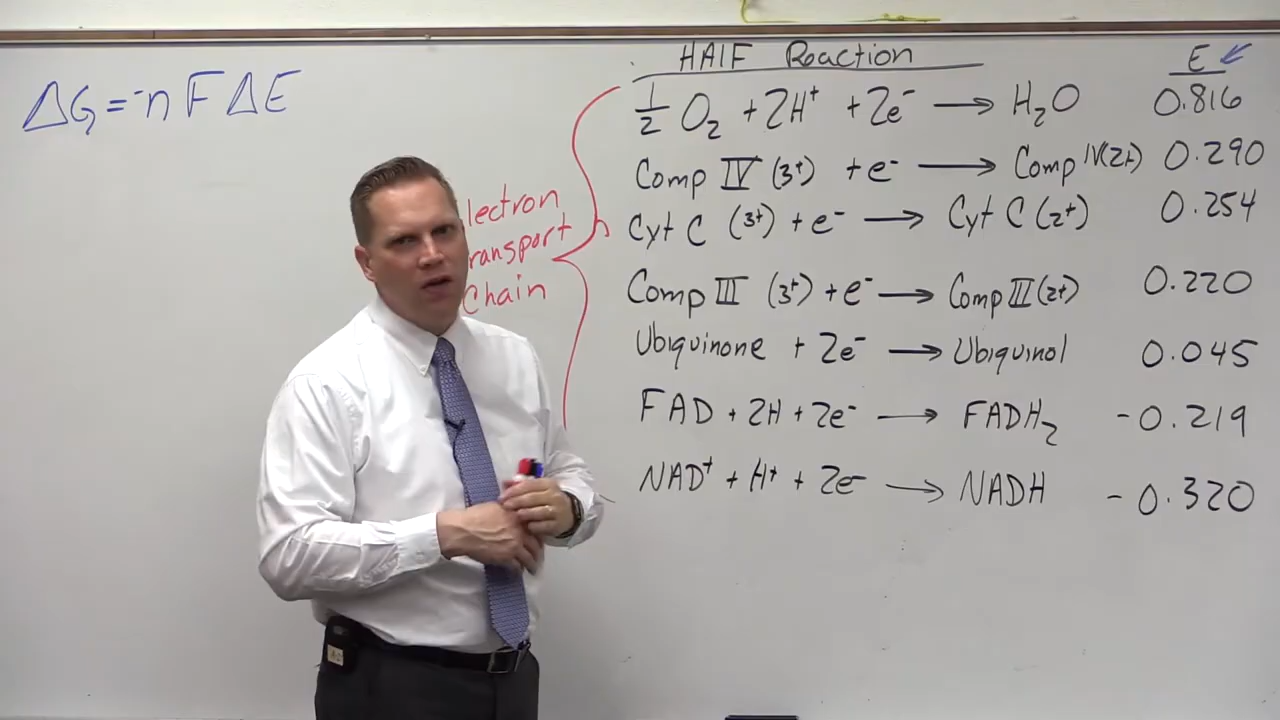 ΔG = -nFΔE
HAlF Reaction E
1/2 O₂ + 2H⁺ + 2e⁻ → H₂O 0.816
Comp IV (3⁺) + e⁻ → Comp IV(2+) 0.290
Cyt C (3⁺) + e⁻ → Cyt C (2⁺) 0.254
Comp III (3⁺) + e⁻ → Comp III (2+) 0.220
Ubiquinone + 2e⁻ → Ubiquinol 0.045
FAD + 2H + 2e⁻ → FADH₂ -0.219
NAD⁺ + H⁺ + 2e⁻ → NADH -0.320
lectron
ransport
Chain